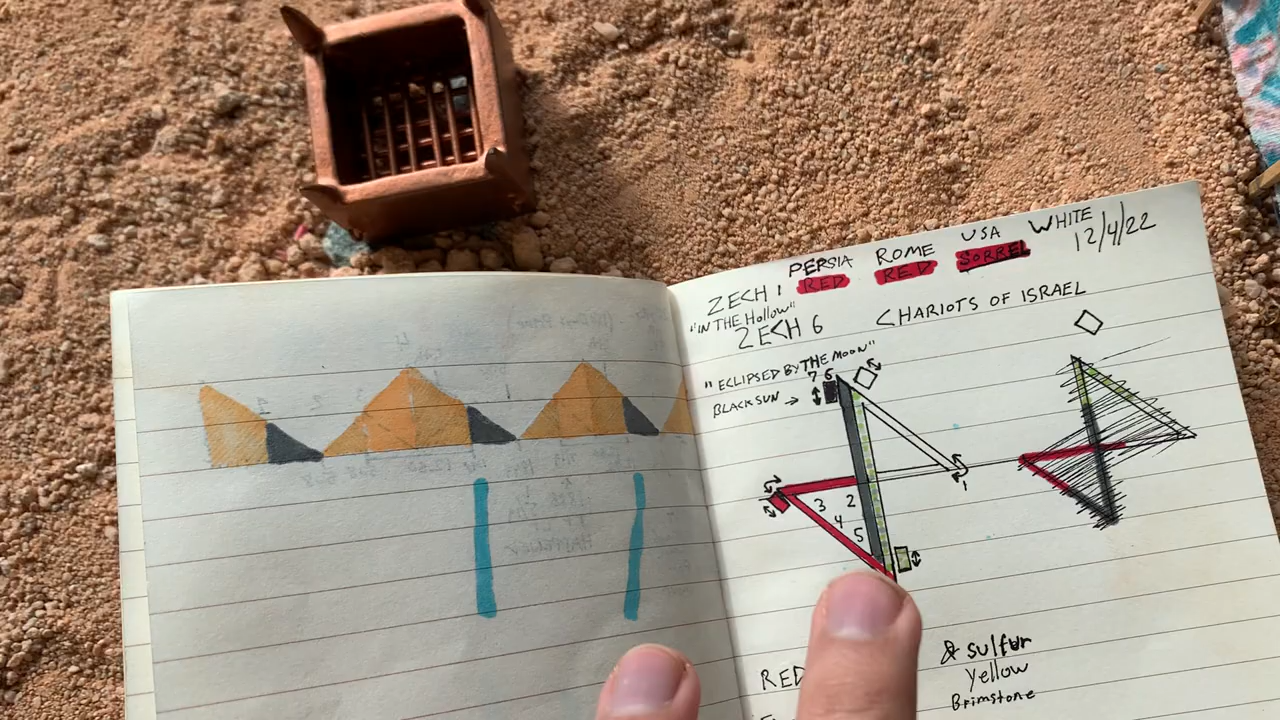 PERSIA ROME USA WHITE
12/4/22
ZECH 1 RED RED SORREL
"IN THE HOLLOW"
ZECH 6 CHARIOTS OF ISRAEL
"ECLIPSED BY THE MOON"
7 6
BLACK SUN →
1
3 2
4
5
& sulfur
RED yellow
Brimstone